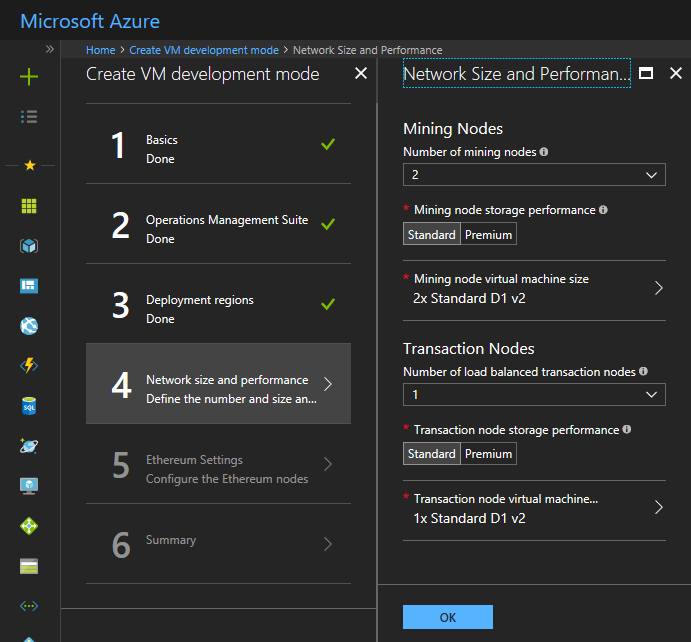 Microsoft Azure
Home > Create VM development mode > Network Size and Performance
Create VM development mode
1
Basics
Done
2
Operations Management Suite
Done
3
Deployment regions
Done
4
Network size and performance
Define the number and size an...
5
Ethereum Settings
Configure the Ethereum nodes
6
Summary
Network Size and Performan...
Mining Nodes
Number of mining nodes
2
* Mining node storage performance
Standard Premium
* Mining node virtual machine size
2x Standard D1 v2
Transaction Nodes
Number of load balanced transaction nodes
1
* Transaction node storage performance
Standard Premium
* Transaction node virtual machine...
1x Standard D1 v2
OK
SQL